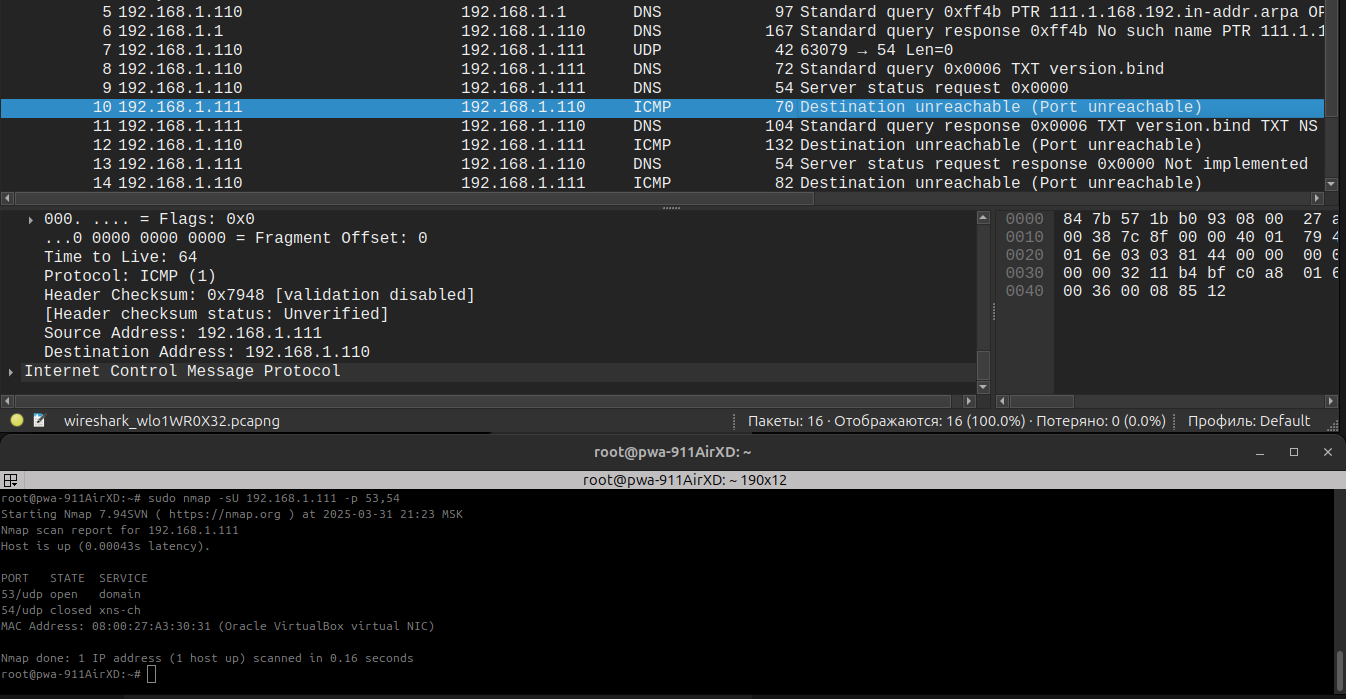 5 192.168.1.110 192.168.1.1 DNS 97 Standard query 0xff4b PTR 111.1.168.192.in-addr.arpa
6 192.168.1.1 192.168.1.110 DNS 167 Standard query response 0xff4b No such name PTR 111.1.1
7 192.168.1.110 192.168.1.111 UDP 42 63079 → 54 Len=0
8 192.168.1.110 192.168.1.111 DNS 72 Standard query 0x0006 TXT version.bind
9 192.168.1.110 192.168.1.111 DNS 54 Server status request 0x0000
10 192.168.1.111 192.168.1.110 ICMP 70 Destination unreachable (Port unreachable)
11 192.168.1.111 192.168.1.110 DNS 104 Standard query response 0x0006 TXT version.bind TXT NS
12 192.168.1.110 192.168.1.111 ICMP 132 Destination unreachable (Port unreachable)
13 192.168.1.111 192.168.1.110 DNS 54 Server status request response 0x0000 Not implemented
14 192.168.1.110 192.168.1.111 ICMP 82 Destination unreachable (Port unreachable)
000. .... = Flags: 0x0
...0 0000 0000 0000 = Fragment Offset: 0
Time to Live: 64
Protocol: ICMP (1)
Header Checksum: 0x7948 [validation disabled]
[Header checksum status: Unverified]
Source Address: 192.168.1.111
Destination Address: 192.168.1.110
Internet Control Message Protocol
0000 84 7b 57 1b b0 93 08 00 27
0010 00 38 7c 8f 00 00 40 01 79
0020 01 6e 03 03 81 44 00 00 00
0030 00 00 32 11 b4 bf c0 a8 01
0040 00 36 00 08 85 12
wireshark_wlo1WR0X32.pcapng
Пакеты: 16 · Отображаются: 16 (100.0%) · Потеряно: 0 (0.0%)
Профиль: Default
root@pwa-911AirXD: ~
root@pwa-911AirXD: ~ 190x12
root@pwa-911AirXD:~# sudo nmap -sU 192.168.1.111 -p 53,54
Starting Nmap 7.94SVN ( https://nmap.org ) at 2025-03-31 21:23 MSK
Nmap scan report for 192.168.1.111
Host is up (0.00043s latency).
PORT STATE SERVICE
53/udp open domain
54/udp closed xns-ch
MAC Address: 08:00:27:A3:30:31 (Oracle VirtualBox virtual NIC)
Nmap done: 1 IP address (1 host up) scanned in 0.16 seconds
root@pwa-911AirXD:~#